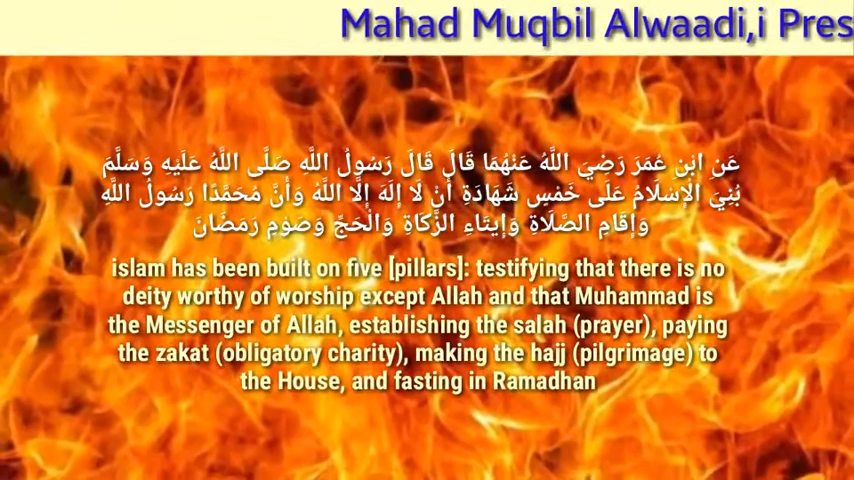 Mahad Muqbil Alwaadi,i Pres
عَنِ ابْنِ عُمَرَ رَضِيَ اللَّهُ عَنْهُمَا قَالَ قَالَ رَسُولُ اللَّهِ صَلَّى اللَّهُ عَلَيْهِ وَسَلَّمَ
بُنِيَ الْإِسْلَامُ عَلَى خَمْسٍ شَهَادَةِ أَنْ لَا إِلَهَ إِلَّا اللَّهُ وَأَنَّ مُحَمَّدًا رَسُولُ اللَّهِ
وَإِقَامِ الصَّلَاةِ وَإِيتَاءِ الزَّكَاةِ وَالْحَجِّ وَصَوْمِ رَمَضَانَ
islam has been built on five [pillars]: testifying that there is no
deity worthy of worship except Allah and that Muhammad is
the Messenger of Allah, establishing the salah (prayer), paying
the zakat (obligatory charity), making the hajj (pilgrimage) to
the House, and fasting in Ramadhan